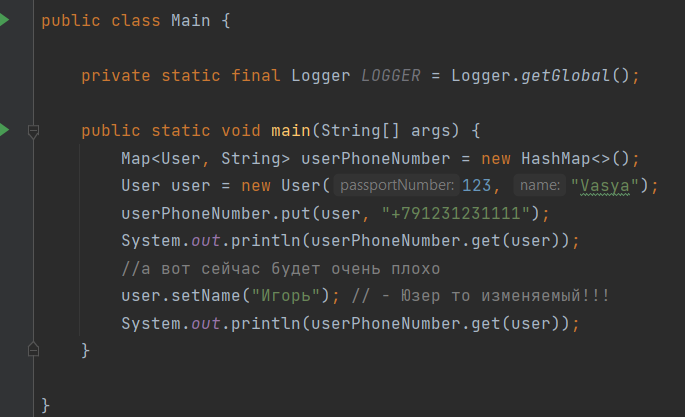 public class Main {
private static final Logger LOGGER = Logger.getGlobal();
public static void main(String[] args) {
Map<User, String> userPhoneNumber = new HashMap<>();
User user = new User( passportNumber: 123, name: "Vasya");
userPhoneNumber.put(user, "+791231231111");
System.out.println(userPhoneNumber.get(user));
//а вот сейчас будет очень плохо
user.setName("Игорь"); // - Юзер то изменяемый!!!
System.out.println(userPhoneNumber.get(user));
}
}